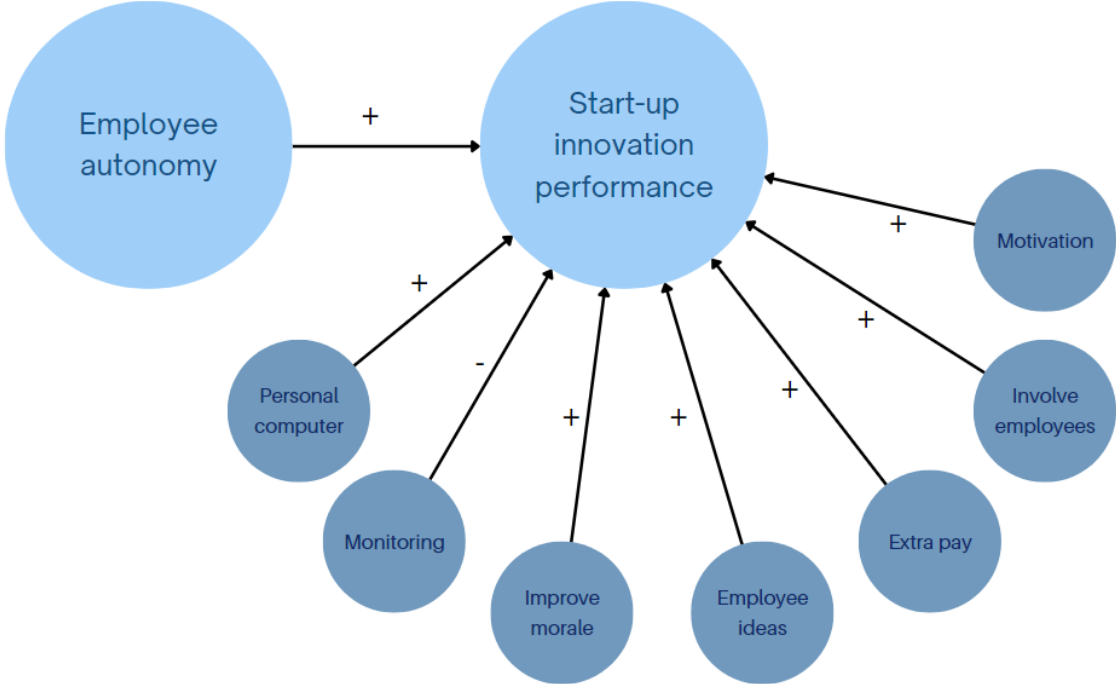 Employee
autonomy
+
Start-up
innovation
performance
+
Motivation
+
Personal
computer
-
Monitoring
+
Improve
morale
+
Employee
ideas
+
Extra pay
+
Involve
employees
+